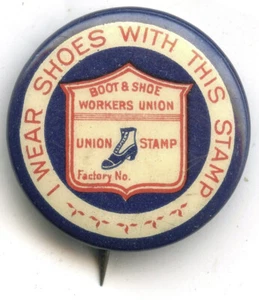 I WEAR SHOES WITH THIS STAMP
BOOT & SHOE
WORKERS UNION
UNION STAMP
Factory No.